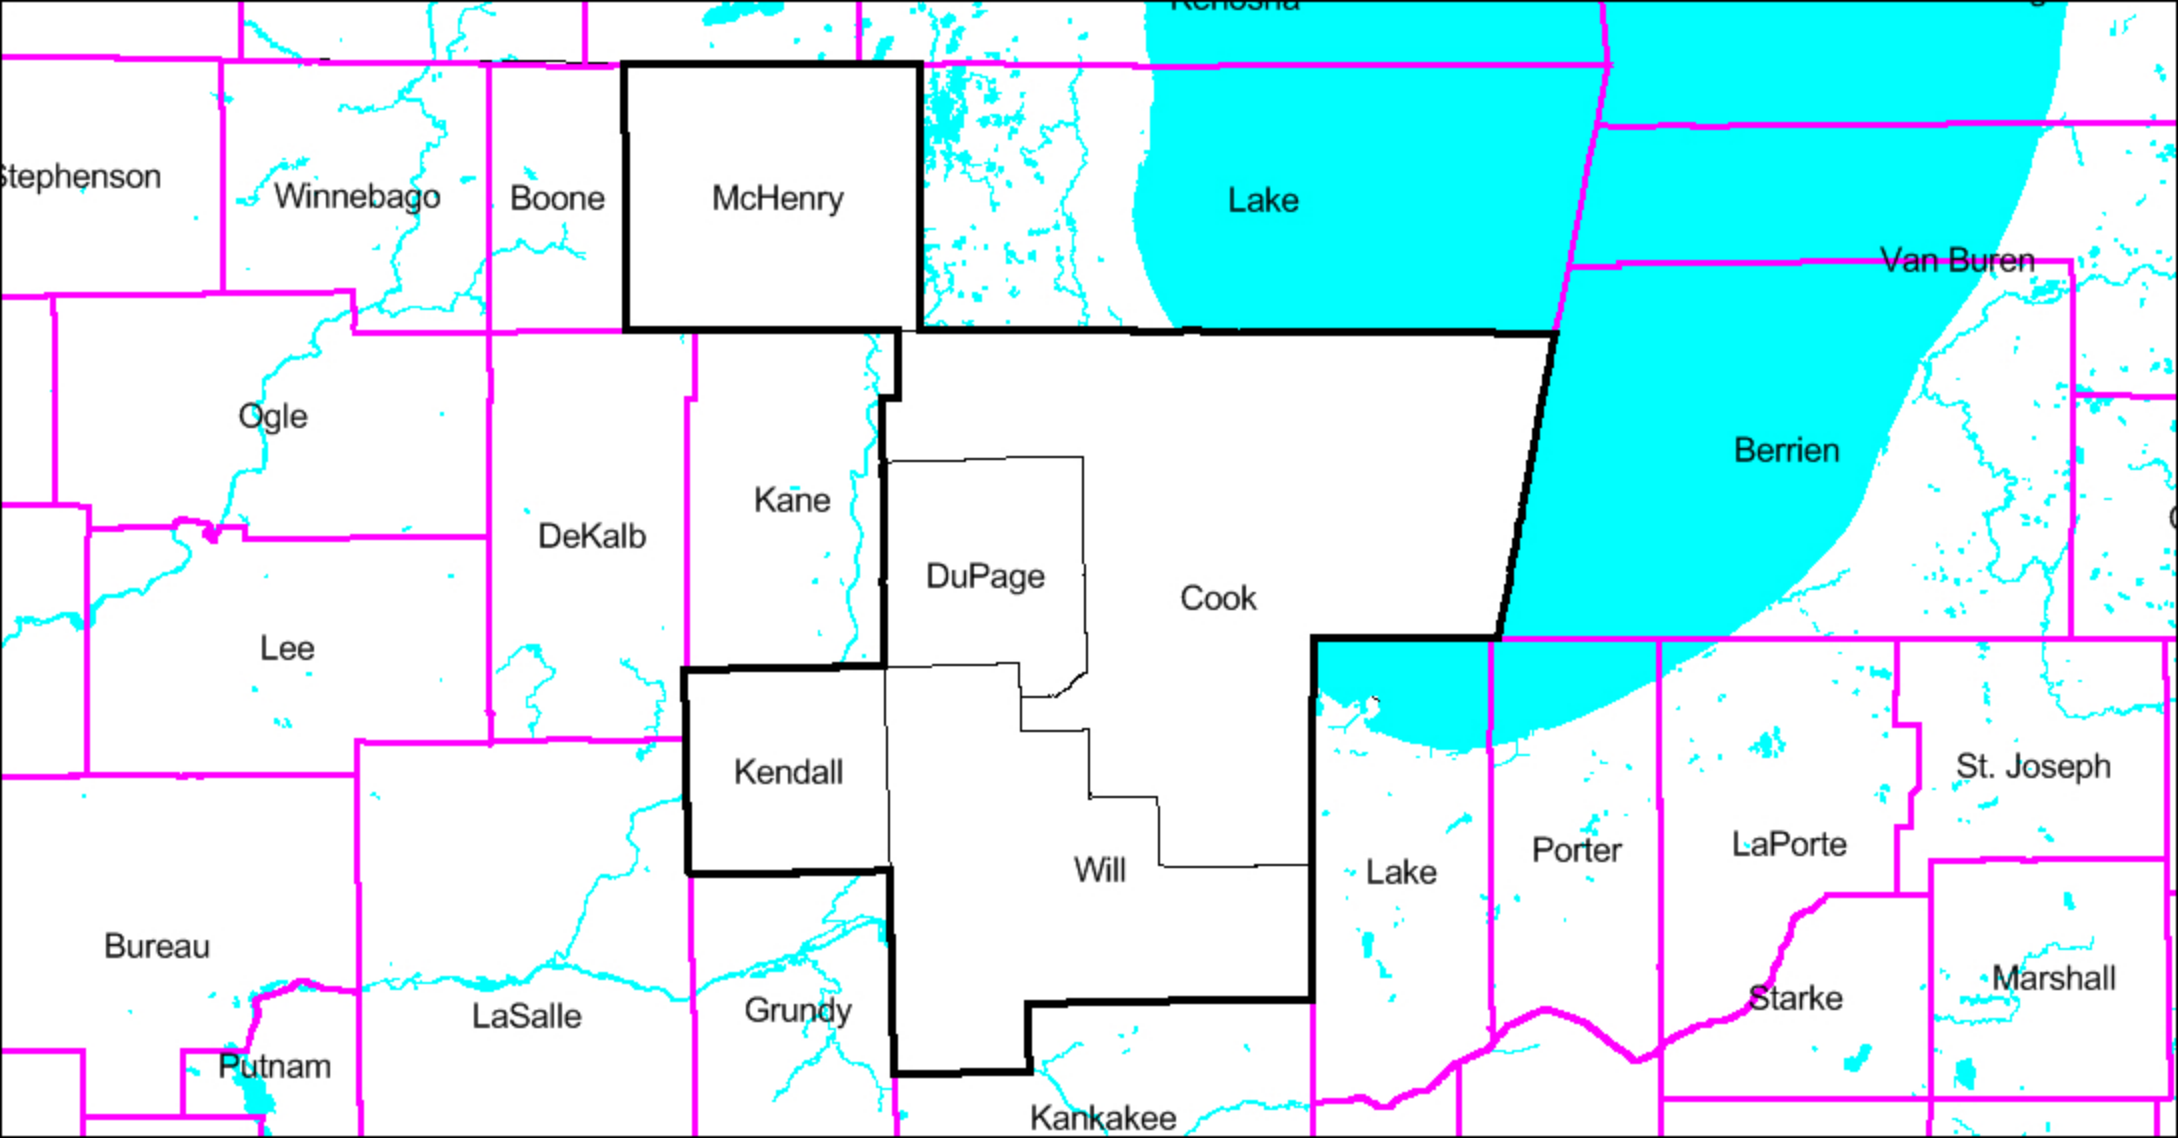 Kenosha
Stephenson
Winnebago
Boone
McHenry
Lake
Van Buren
Ogle
Berrien
Kane
DeKalb
DuPage
Cook
Lee
Kendall
St. Joseph
Will
Lake
Porter
LaPorte
Bureau
LaSalle
Grundy
Starke
Marshall
Putnam
Kankakee